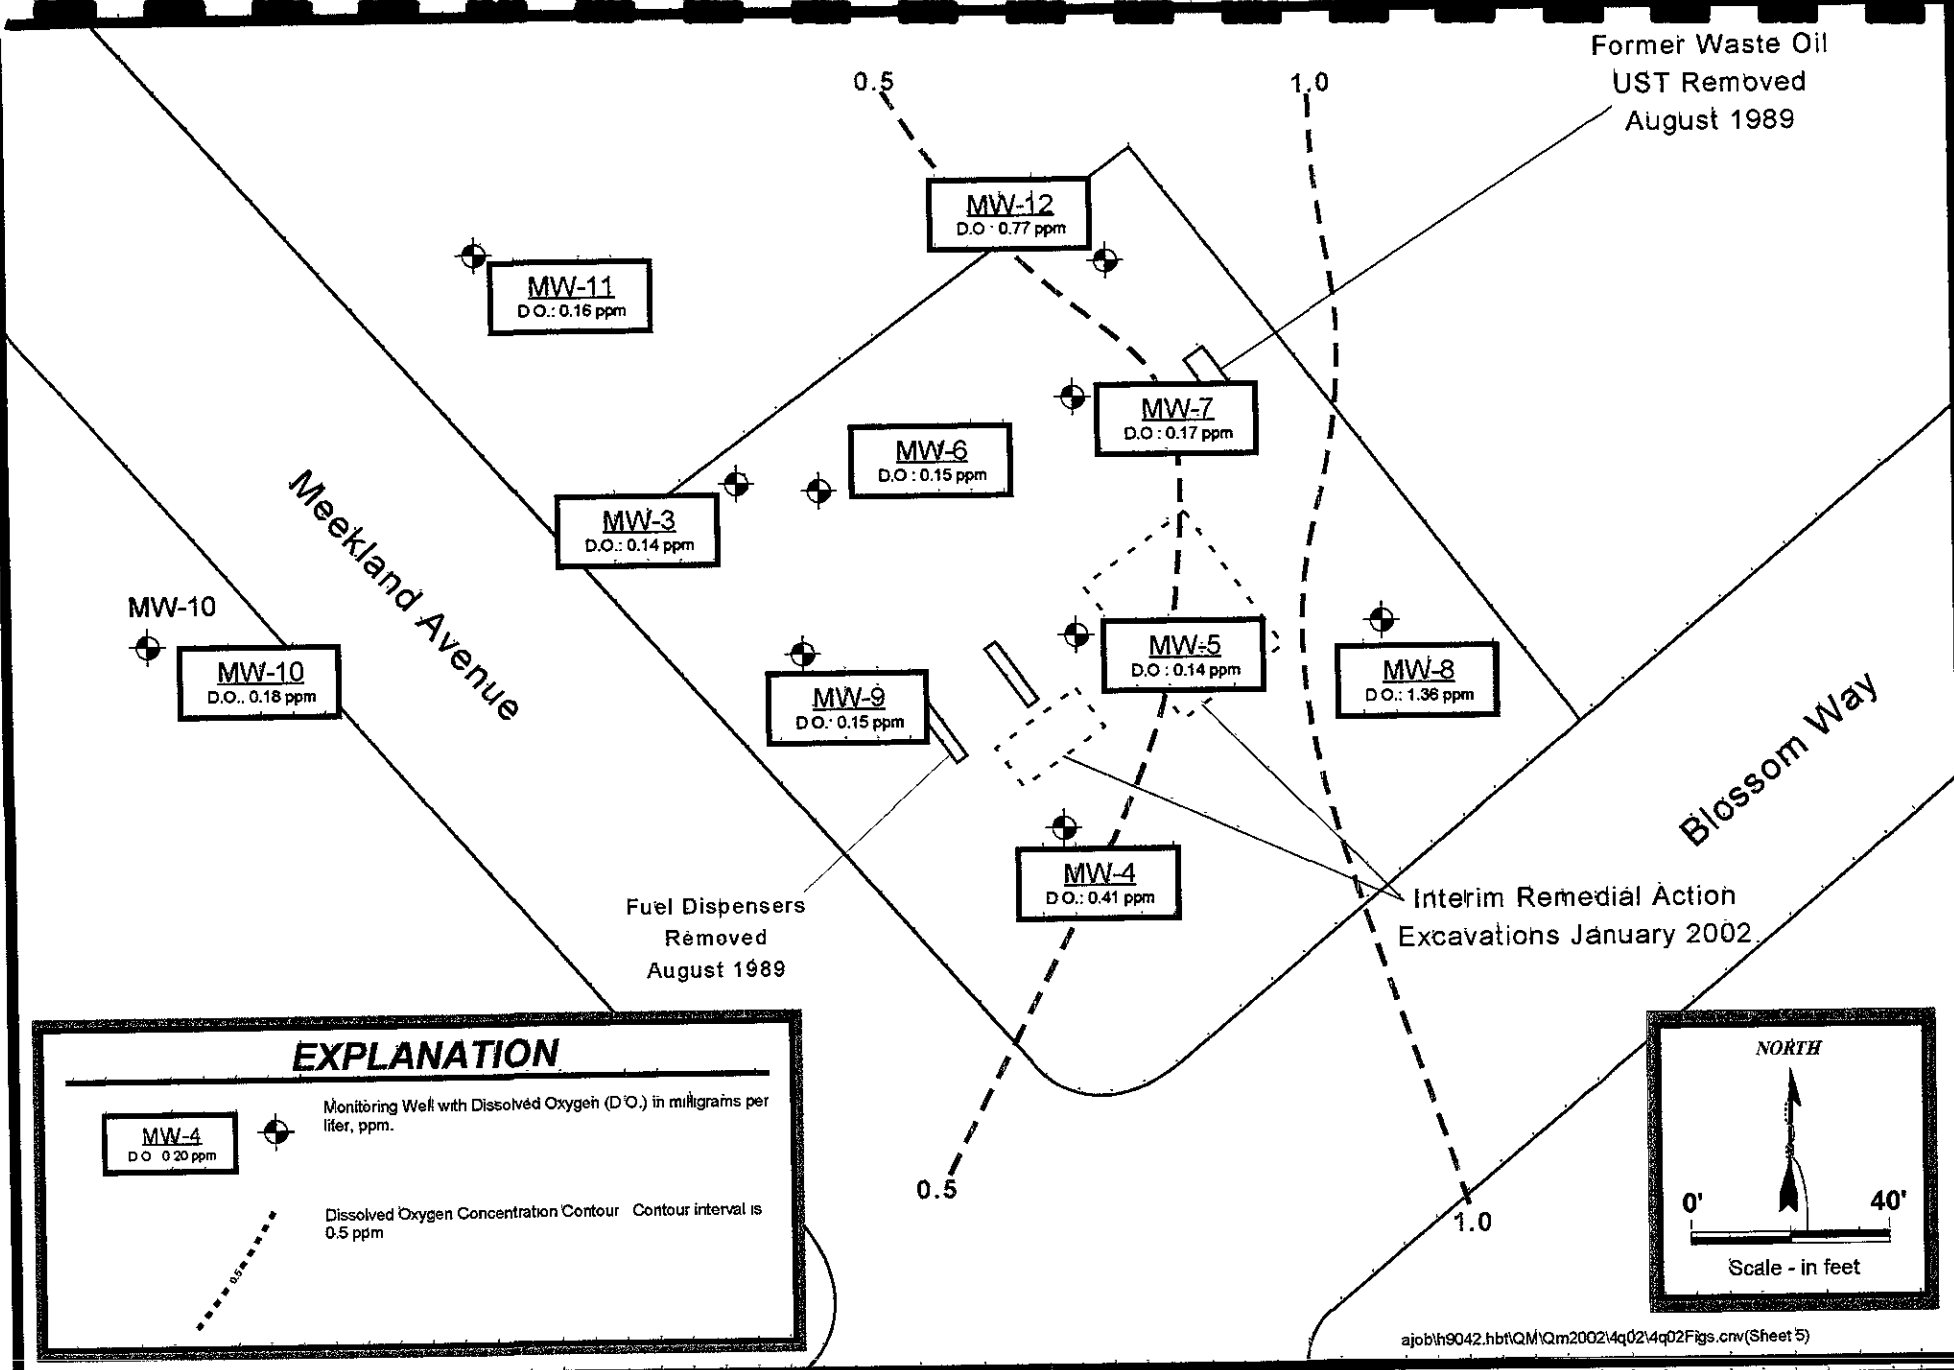 Former Waste Oil
UST Removed
August 1989
0.5
1.0
MW-12
D.O : 0.77 ppm
MW-11
D O.: 0.16 ppm
MW-7
D.O : 0.17 ppm
MW-6
D.O : 0.15 ppm
MW-3
D.O.: 0.14 ppm
Meekland Avenue
MW-10
MW-10
D.O.. 0.18 ppm
MW-5
D.O : 0.14 ppm
MW-8
D O.: 1.36 ppm
MW-9
D O.: 0.15 ppm
Blossom Way
MW-4
D O.: 0.41 ppm
Fuel Dispensers
Removed
August 1989
Interim Remedial Action
Excavations January 2002
0.5
1.0
EXPLANATION
Monitoring Well with Dissolved Oxygen (D.O.) in milligrams per
liter, ppm.
MW-4
D O 0 20 ppm
Dissolved Oxygen Concentration Contour Contour interval is
0.5 ppm
0.5
NORTH
0' 40'
Scale - in feet
ajob\h9042.hbt\QM\Qm2002\4q02\4q02Figs.cnv(Sheet 5)